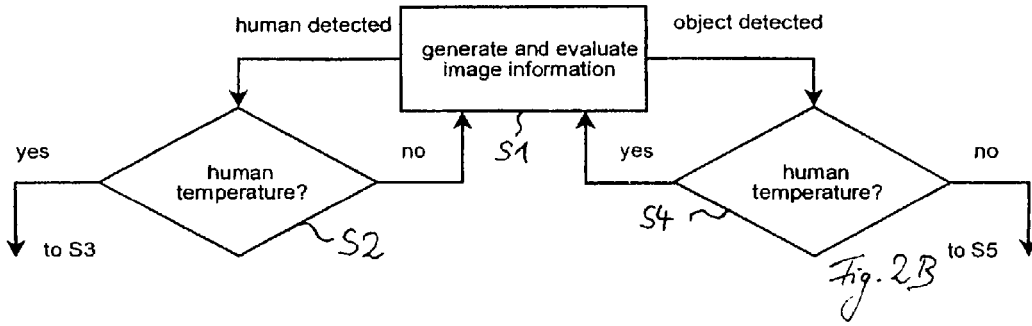 human detected
object detected
generate and evaluate
image information
yes
human
temperature?
no
S1
yes
human
temperature?
no
to S3
S2
S4
to S5
Fig. 2B